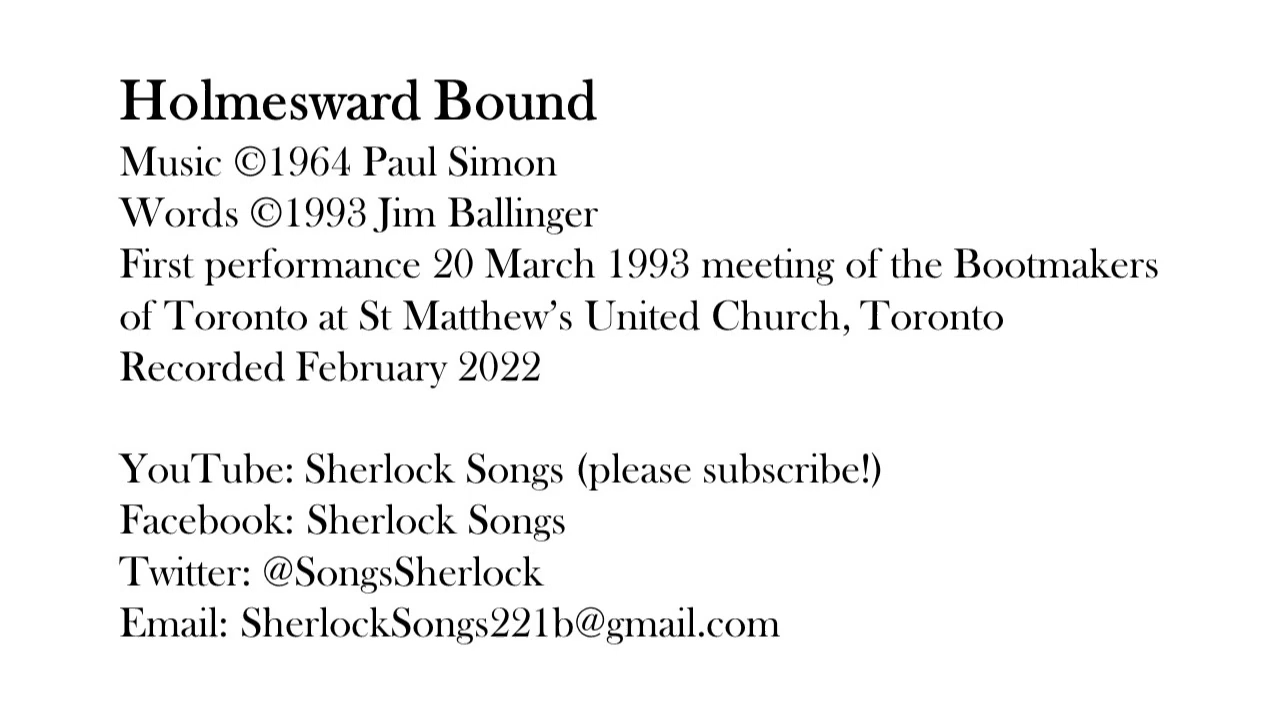 Holmesward Bound
Music ©1964 Paul Simon
Words ©1993 Jim Ballinger
First performance 20 March 1993 meeting of the Bootmakers
of Toronto at St Matthew’s United Church, Toronto
Recorded February 2022
YouTube: Sherlock Songs (please subscribe!)
Facebook: Sherlock Songs
Twitter: @SongsSherlock
Email: SherlockSongs221b@gmail.com